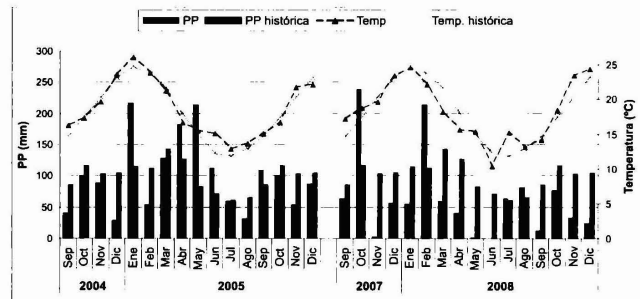 PP PP histórica Temp Temp. histórica
300
250
200
150
100
50
0
PP (mm)
25
20
15
10
5
0
Temperatura (ºC)
Sep Oct Nov Dic Ene Feb Mar Abr May Jun Jul Ago Sep Oct Nov Dic Sep Oct Nov Dic Ene Feb Mar Abr May Jun Jul Ago Sep Oct Nov Dic
2004 2005 2007 2008